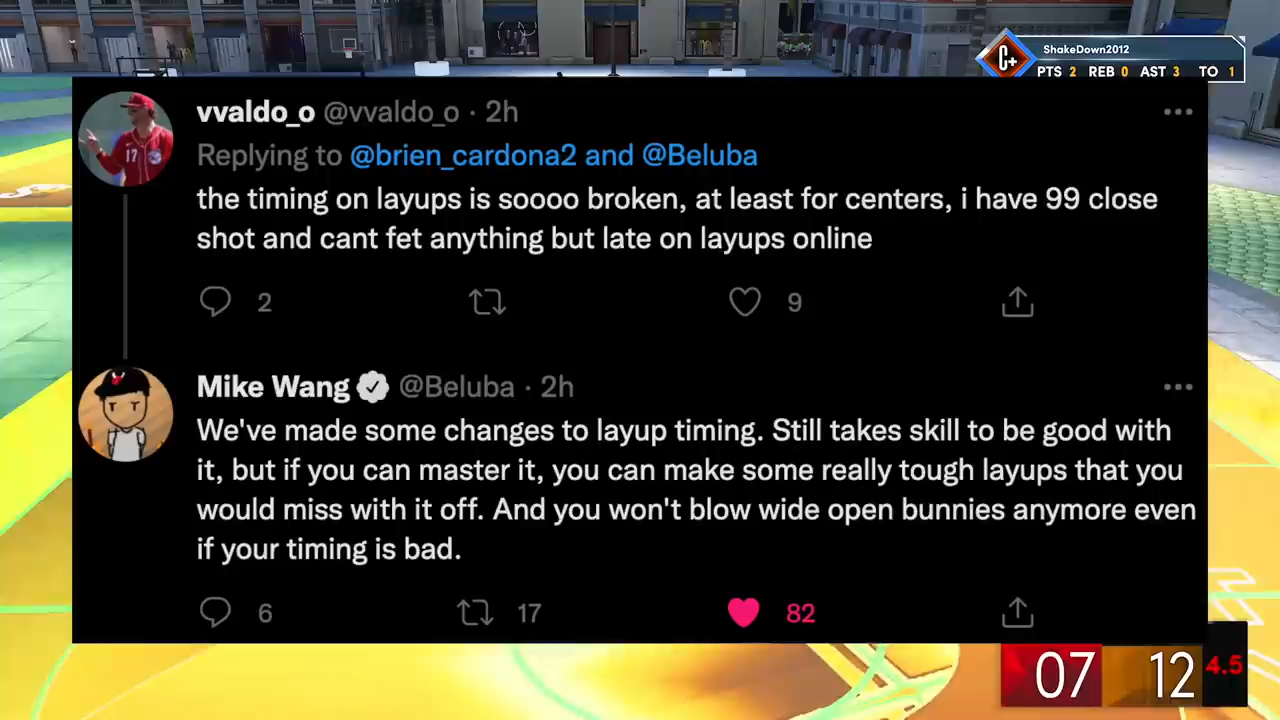 C+
ShakeDown2012
PTS 2 REB 0 AST 3 TO 1
vvaldo_o @vvaldo_o · 2h
Replying to @brien_cardona2 and @Beluba
the timing on layups is soooo broken, at least for centers, i have 99 close
shot and cant fet anything but late on layups online
2
9
Mike Wang @Beluba · 2h
We've made some changes to layup timing. Still takes skill to be good with
it, but if you can master it, you can make some really tough layups that you
would miss with it off. And you won't blow wide open bunnies anymore even
if your timing is bad.
6
17
82
07 12 4.5